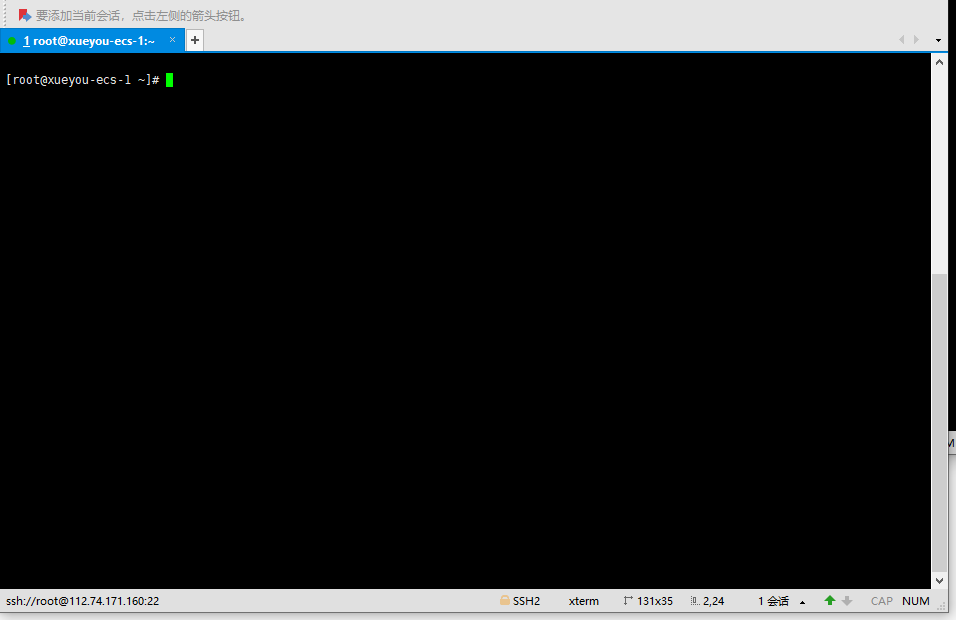 要添加当前会话，点击左侧的箭头按钮。
1 root@xueyou-ecs-1:~ × +
[root@xueyou-ecs-1 ~]#
ssh://root@112.74.171.160:22 SSH2 xterm 131x35 2,24 1 会话 CAP NUM